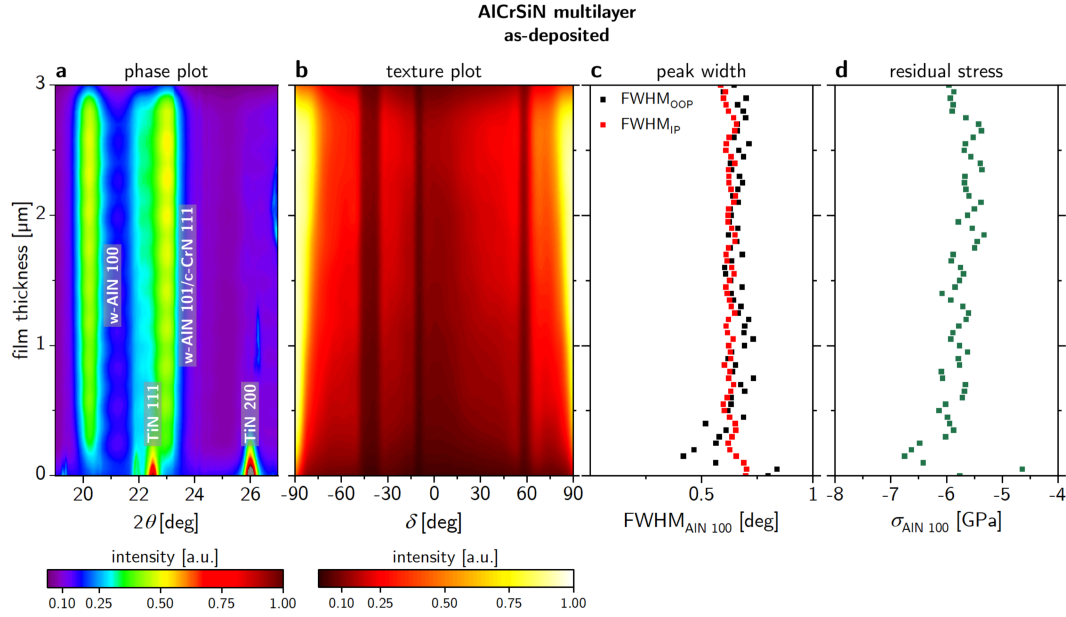 AlCrSiN multilayer
as-deposited
a phase plot
b texture plot
c peak width
d residual stress
film thickness [μm]
3
2
1
0
w-AlN 100
w-AlN 101/c-CrN 111
TiN 111
TiN 200
FWHM_OOP
FWHM_IP
20 22 24 26
-90 -60 -30 0 30 60 90
0.5 1
-8 -7 -6 -5 -4
2θ [deg]
δ [deg]
FWHM_AlN 100 [deg]
σ_AlN 100 [GPa]
intensity [a.u.]
0.10 0.25 0.50 0.75 1.00
intensity [a.u.]
0.10 0.25 0.50 0.75 1.00